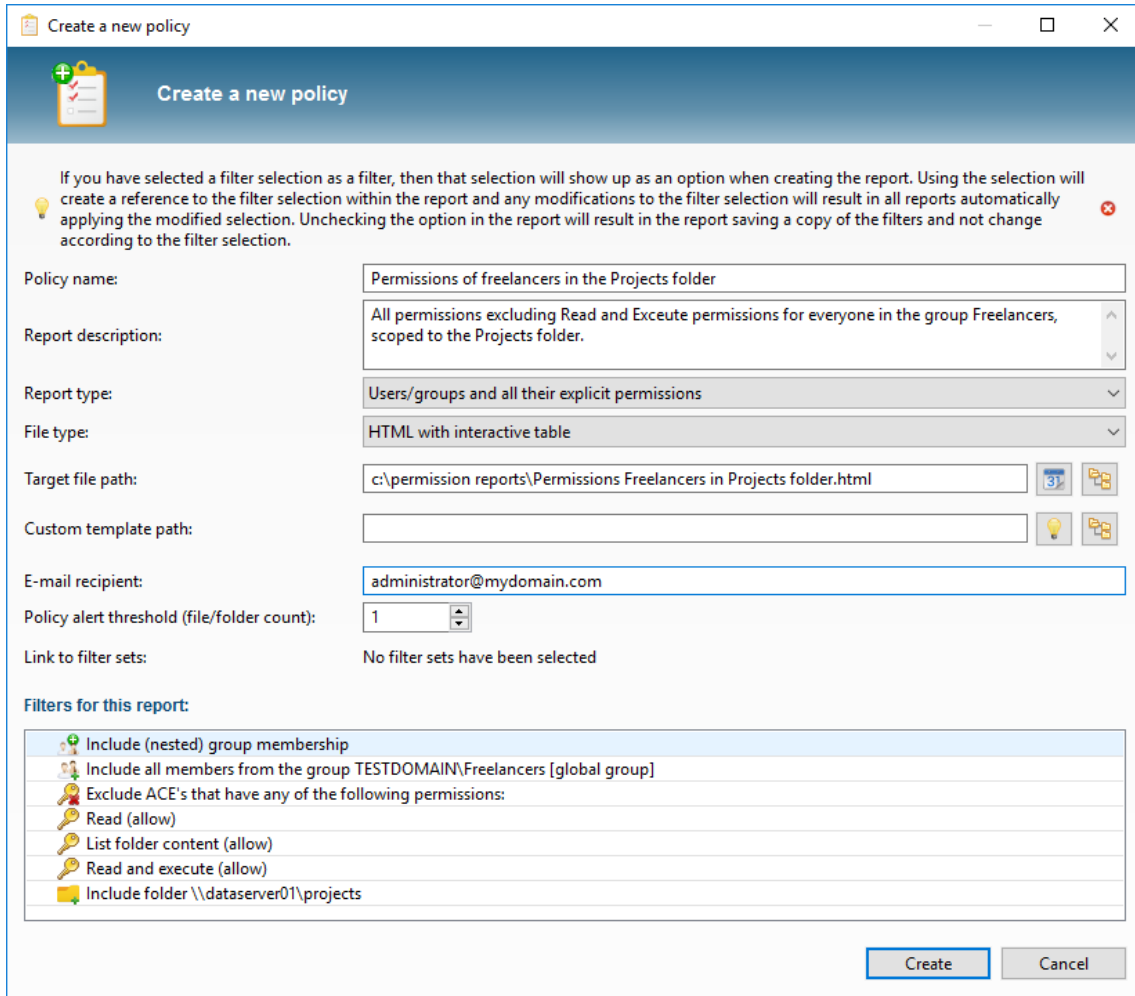 Create a new policy
Create a new policy
If you have selected a filter selection as a filter, then that selection will show up as an option when creating the report. Using the selection will
create a reference to the filter selection within the report and any modifications to the filter selection will result in all reports automatically
applying the modified selection. Unchecking the option in the report will result in the report saving a copy of the filters and not change
according to the filter selection.
Policy name:
Permissions of freelancers in the Projects folder
Report description:
All permissions excluding Read and Exceute permissions for everyone in the group Freelancers,
scoped to the Projects folder.
Report type:
Users/groups and all their explicit permissions
File type:
HTML with interactive table
Target file path:
c:\permission reports\Permissions Freelancers in Projects folder.html
31
Custom template path:
E-mail recipient:
administrator@mydomain.com
Policy alert threshold (file/folder count):
1
Link to filter sets:
No filter sets have been selected
Filters for this report:
Include (nested) group membership
Include all members from the group TESTDOMAIN\Freelancers [global group]
Exclude ACE's that have any of the following permissions:
Read (allow)
List folder content (allow)
Read and execute (allow)
Include folder \\dataserver01\projects
Create
Cancel